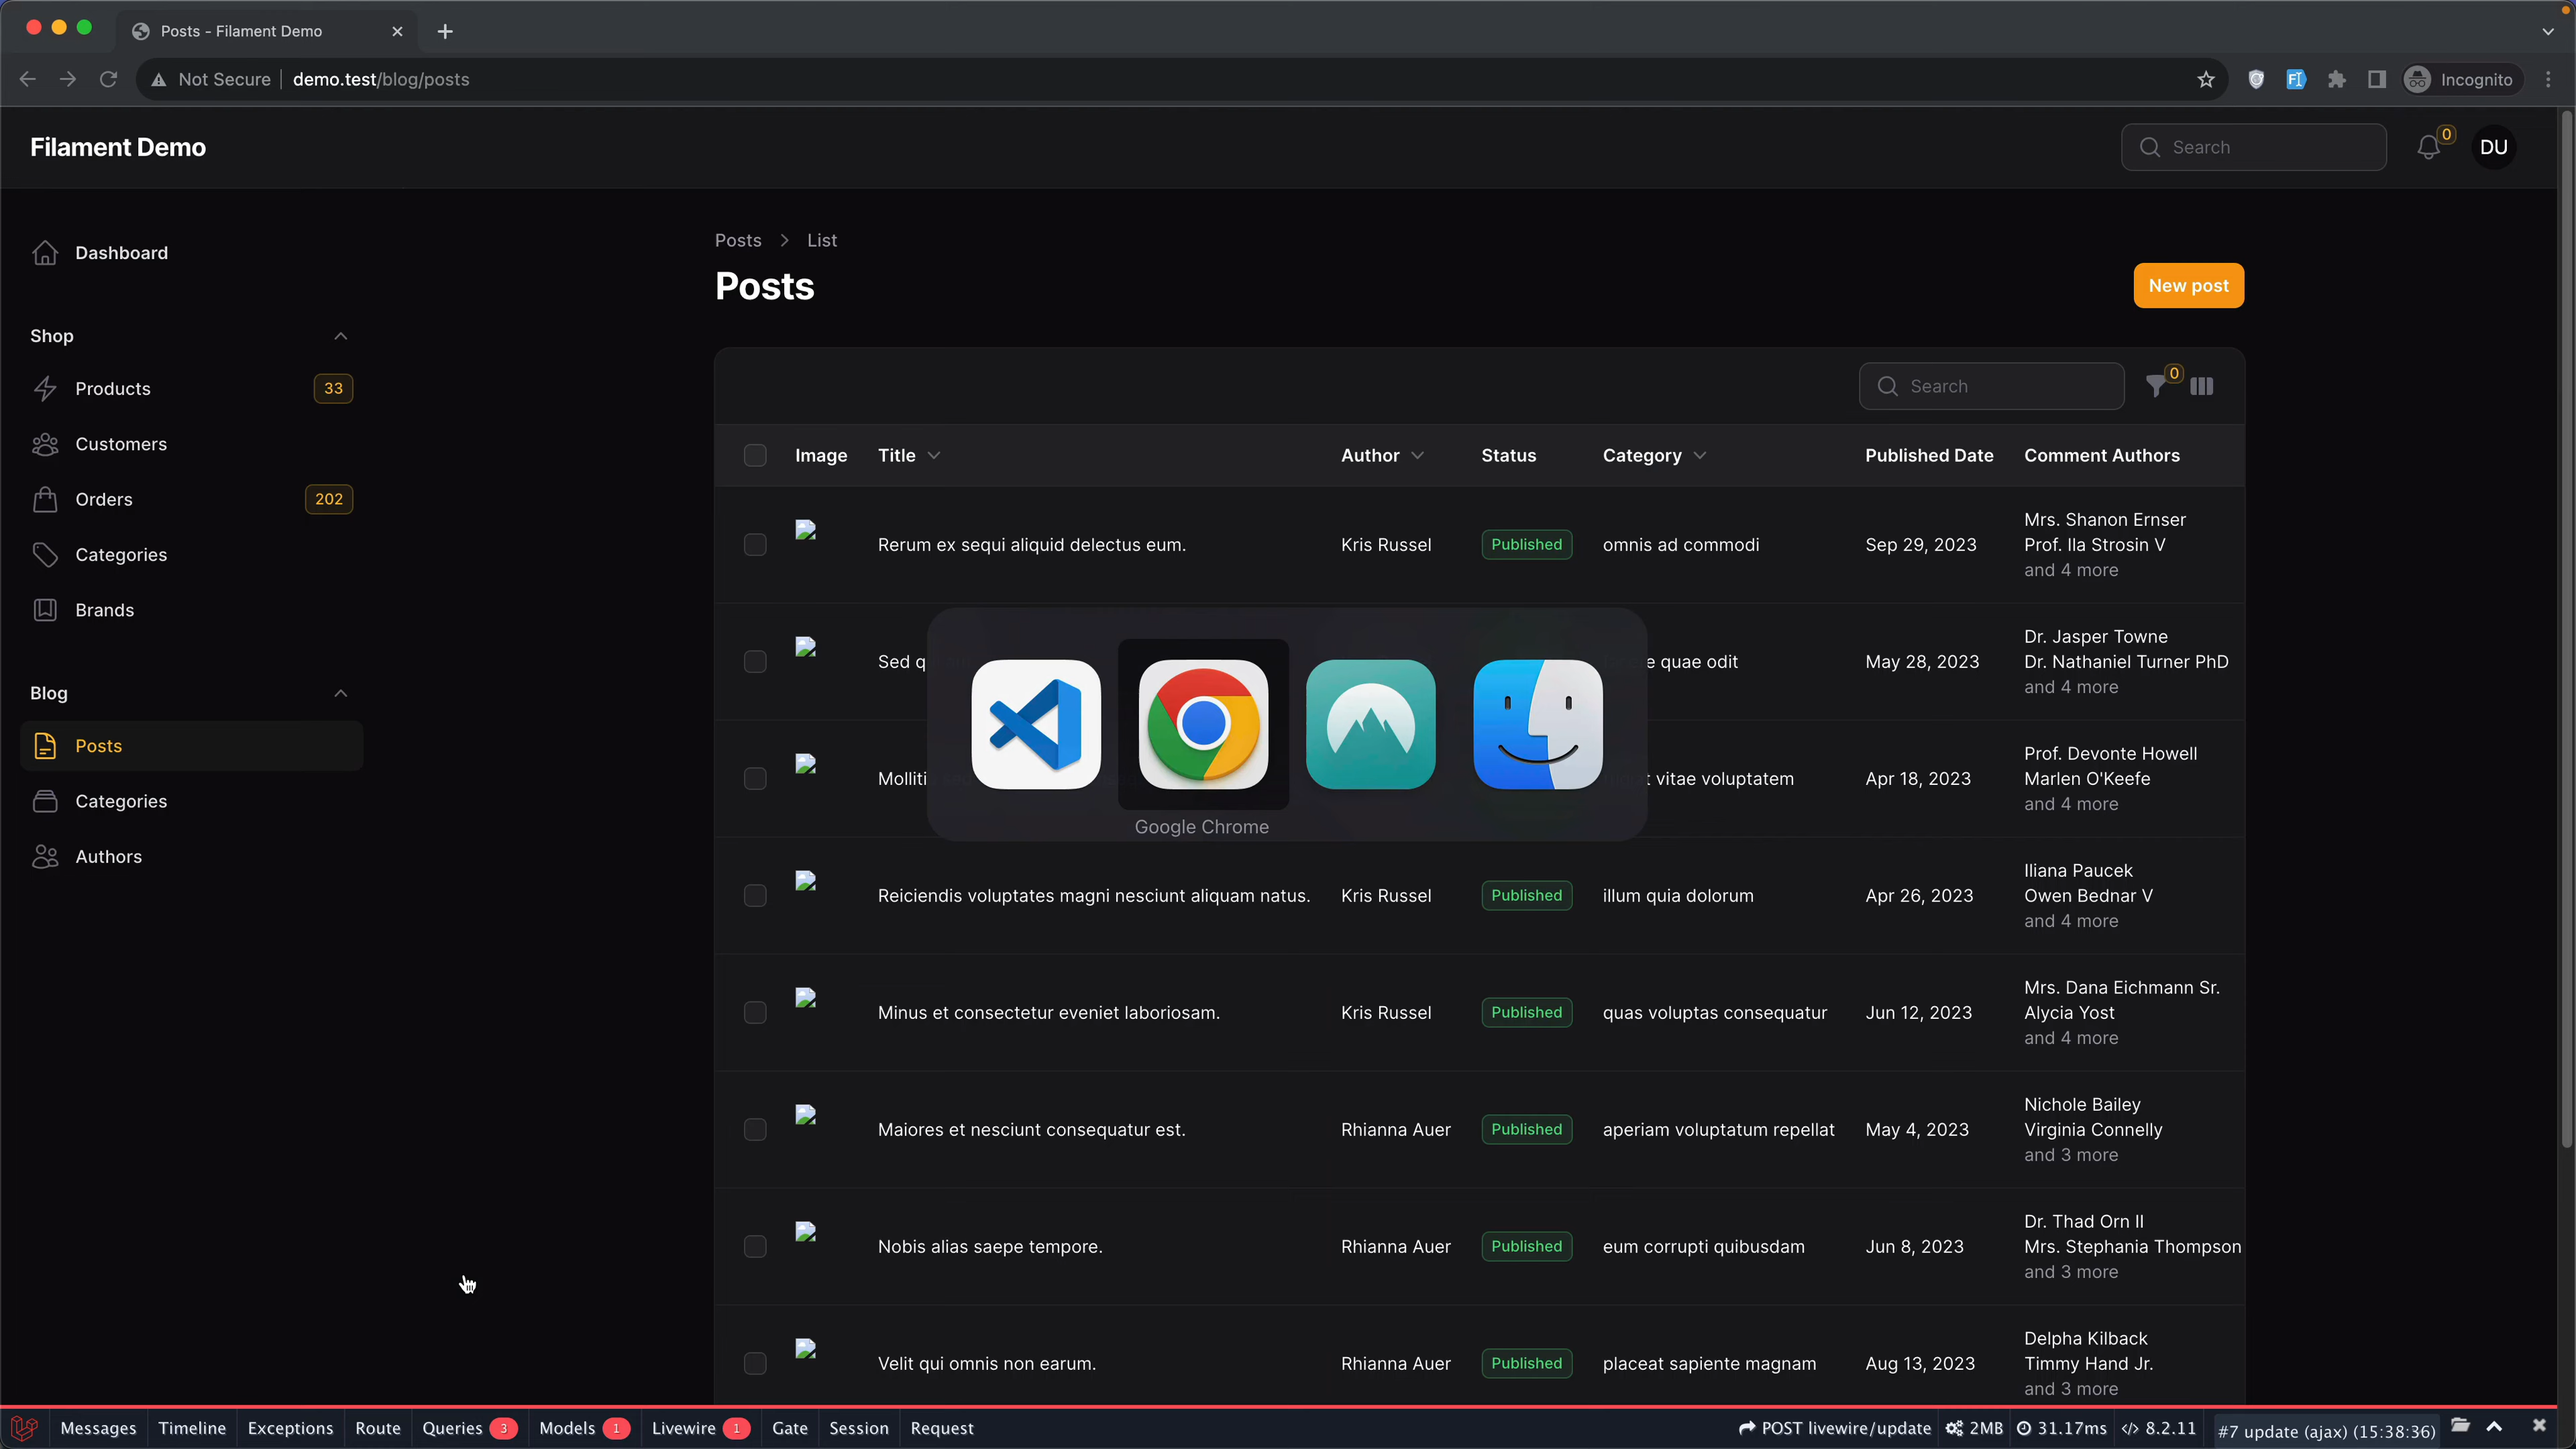 Posts - Filament Demo
Not Secure demo.test/blog/posts
Incognito
Filament Demo
Search
0
DU
Dashboard
Shop
Products 33
Customers
Orders 202
Categories
Brands
Blog
Posts
Categories
Authors
Posts > List
Posts
New post
Search
0
Image Title Author Status Category Published Date Comment Authors
Rerum ex sequi aliquid delectus eum. Kris Russel Published omnis ad commodi Sep 29, 2023
Mrs. Shanon Ernser
Prof. Ila Strosin V
and 4 more
Sed q e quae odit May 28, 2023
Dr. Jasper Towne
Dr. Nathaniel Turner PhD
and 4 more
Molliti t vitae voluptatem Apr 18, 2023
Prof. Devonte Howell
Marlen O'Keefe
and 4 more
Google Chrome
Reiciendis voluptates magni nesciunt aliquam natus. Kris Russel Published illum quia dolorum Apr 26, 2023
Iliana Paucek
Owen Bednar V
and 4 more
Minus et consectetur eveniet laboriosam. Kris Russel Published quas voluptas consequatur Jun 12, 2023
Mrs. Dana Eichmann Sr.
Alycia Yost
and 4 more
Maiores et nesciunt consequatur est. Rhianna Auer Published aperiam voluptatum repellat May 4, 2023
Nichole Bailey
Virginia Connelly
and 3 more
Nobis alias saepe tempore. Rhianna Auer Published eum corrupti quibusdam Jun 8, 2023
Dr. Thad Orn II
Mrs. Stephania Thompson
and 3 more
Velit qui omnis non earum. Rhianna Auer Published placeat sapiente magnam Aug 13, 2023
Delpha Kilback
Timmy Hand Jr.
and 3 more
Messages Timeline Exceptions Route Queries 3 Models 1 Livewire 1 Gate Session Request POST livewire/update 2MB 31.17ms 8.2.11 #7 update (ajax) (15:38:36)